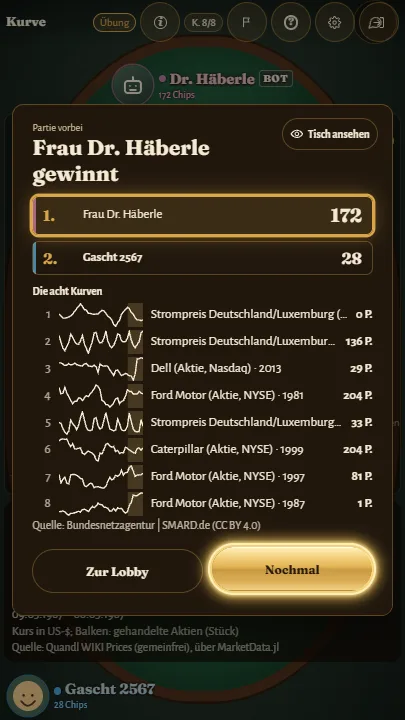 Kurve
Übung
K. 8/8
Dr. Häberle BOT
172 Chips
Partie vorbei
Frau Dr. Häberle
gewinnt
Tisch ansehen
1. Frau Dr. Häberle 172
2. Gascht 2567 28
Die acht Kurven
1 Strompreis Deutschland/Luxemburg (... 0 P.
2 Strompreis Deutschland/Luxembur... 136 P.
3 Dell (Aktie, Nasdaq) · 2013 29 P.
4 Ford Motor (Aktie, NYSE) · 1981 204 P.
5 Strompreis Deutschland/Luxemburg... 33 P.
6 Caterpillar (Aktie, NYSE) · 1999 204 P.
7 Ford Motor (Aktie, NYSE) · 1997 81 P.
8 Ford Motor (Aktie, NYSE) · 1987 1 P.
Quelle: Bundesnetzagentur | SMARD.de (CC BY 4.0)
Zur Lobby
Nochmal
Kurs in US-$; Balken: gehandelte Aktien (Stück)
Quelle: Quandl WIKI Prices (gemeinfrei), über MarketData.jl
Gascht 2567
28 Chips